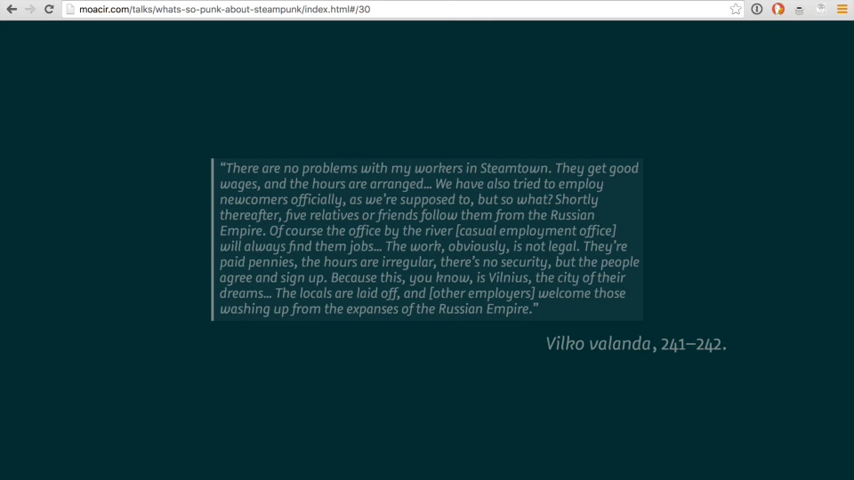 moacir.com/talks/whats-so-punk-about-steampunk/index.html#/30
“There are no problems with my workers in Steamtown. They get good
wages, and the hours are arranged... We have also tried to employ
newcomers officially, as we’re supposed to, but so what? Shortly
thereafter, five relatives or friends follow them from the Russian
Empire. Of course the office by the river [casual employment office]
will always find them jobs... The work, obviously, is not legal. They’re
paid pennies, the hours are irregular, there’s no security, but the people
agree and sign up. Because this, you know, is Vilnius, the city of their
dreams... The locals are laid off, and [other employers] welcome those
washing up from the expanses of the Russian Empire.”
Vilko valanda, 241–242.